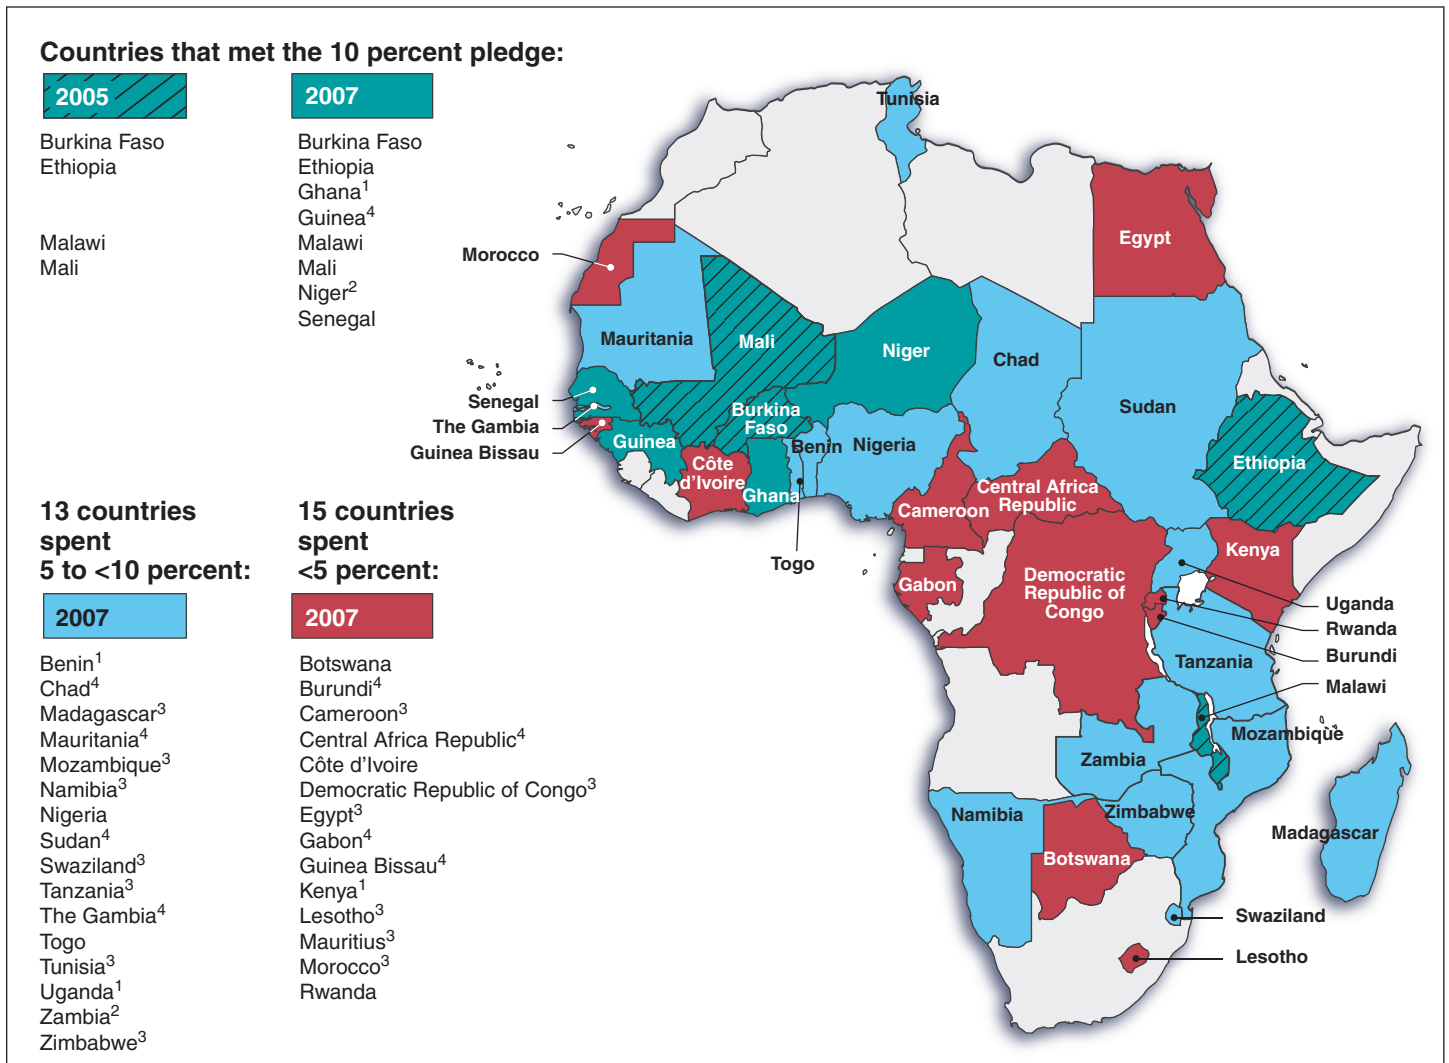 Countries that met the 10 percent pledge:
2005
Burkina Faso
Ethiopia
Malawi
Mali
2007
Burkina Faso
Ethiopia
Ghana1
Guinea4
Malawi
Mali
Niger2
Senegal
13 countries
spent
5 to <10 percent:
2007
Benin1
Chad4
Madagascar3
Mauritania4
Mozambique3
Namibia3
Nigeria
Sudan4
Swaziland3
Tanzania3
The Gambia4
Togo
Tunisia3
Uganda1
Zambia2
Zimbabwe3
15 countries
spent
<5 percent:
2007
Botswana
Burundi4
Cameroon3
Central Africa Republic4
Côte d'Ivoire
Democratic Republic of Congo3
Egypt3
Gabon4
Guinea Bissau4
Kenya1
Lesotho3
Mauritius3
Morocco3
Rwanda
Tunisia
Morocco
Egypt
Mauritania
Mali
Niger
Chad
Sudan
Senegal
The Gambia
Guinea Bissau
Guinea
Burkina
Faso
Benin
Nigeria
Côte
d'Ivoire
Ghana
Togo
Cameroon
Central Africa
Republic
Ethiopia
Kenya
Gabon
Democratic
Republic of
Congo
Uganda
Rwanda
Burundi
Tanzania
Malawi
Mozambique
Zambia
Namibia
Zimbabwe
Botswana
Madagascar
Swaziland
Lesotho